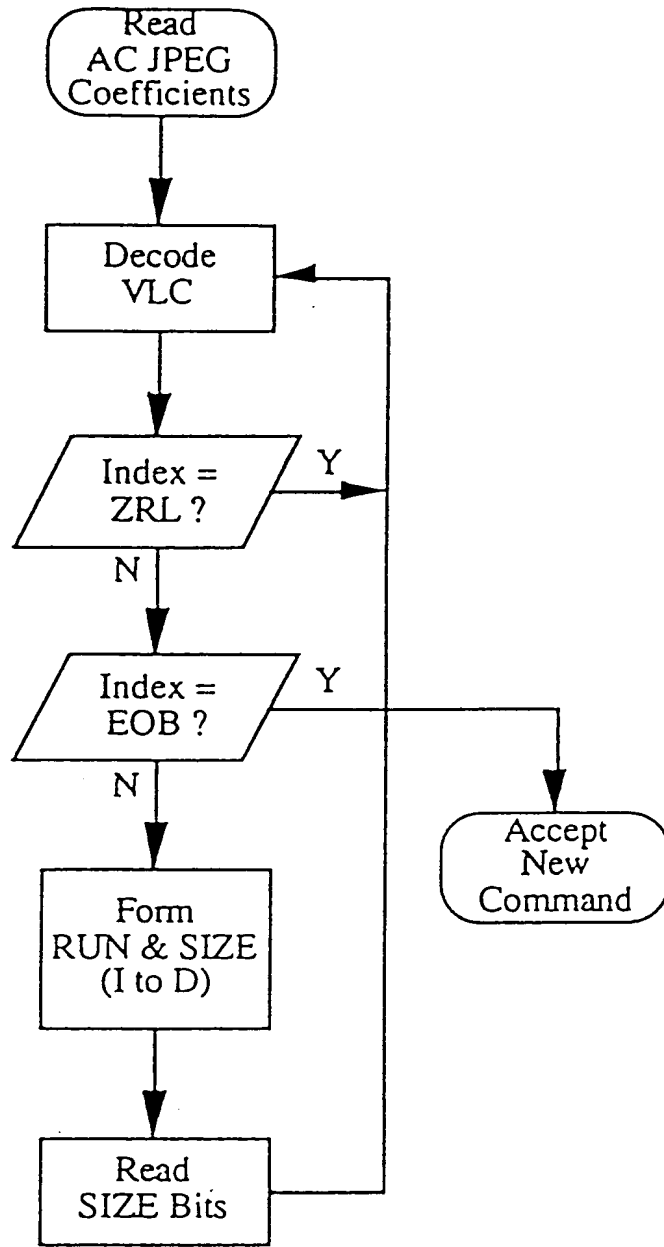 Read
AC JPEG
Coefficients
Decode
VLC
Index =
ZRL ?
Y
N
Index =
EOB ?
Y
N
Accept
New
Command
Form
RUN & SIZE
(I to D)
Read
SIZE Bits